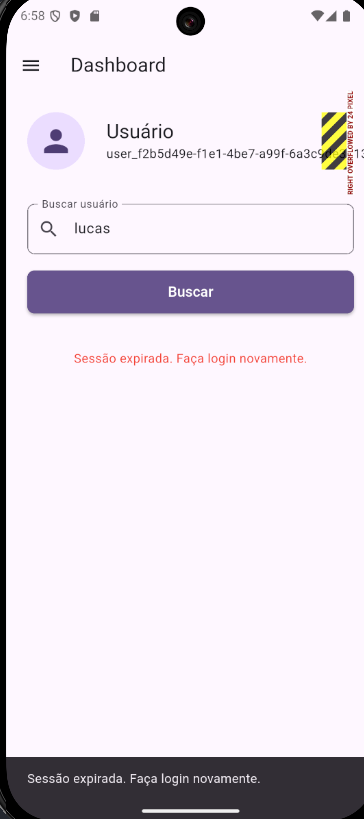 6:58
Dashboard
Usuário
user_f2b5d49e-f1e1-4be7-a99f-6a3c9
RIGHT OVERFLOWED BY 24 PIXEL
Buscar usuário
lucas
Buscar
Sessão expirada. Faça login novamente.
Sessão expirada. Faça login novamente.